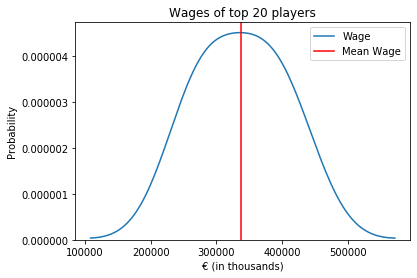 Wages of top 20 players
Wage
Mean Wage
0.000004
0.000003
0.000002
0.000001
0.000000
Probability
100000 200000 300000 400000 500000
€ (in thousands)